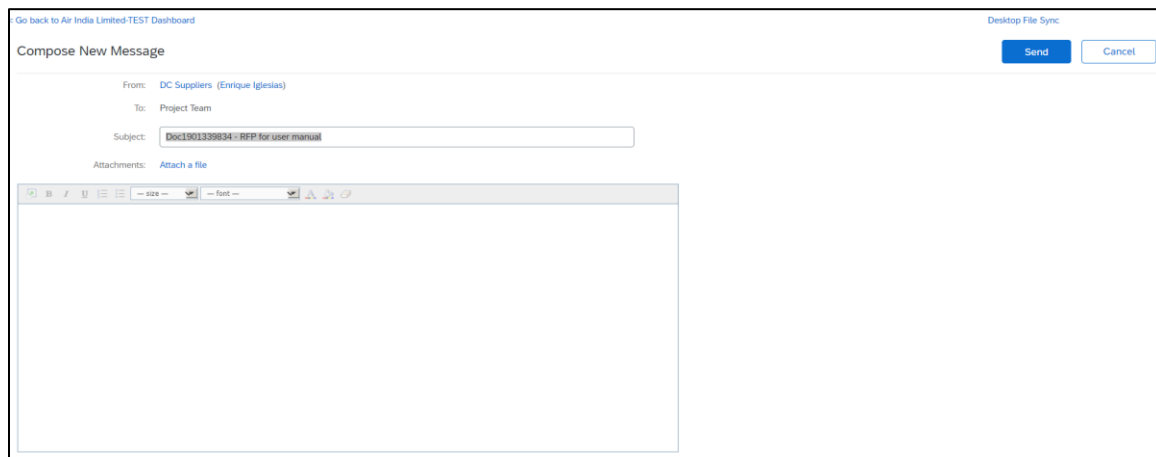 ‹ Go back to Air India Limited-TEST Dashboard
Desktop File Sync
Compose New Message
Send
Cancel
From: DC Suppliers (Enrique Iglesias)
To: Project Team
Subject: Doc1901339834 - RFP for user manual
Attachments: Attach a file
B I U — size — — font — A